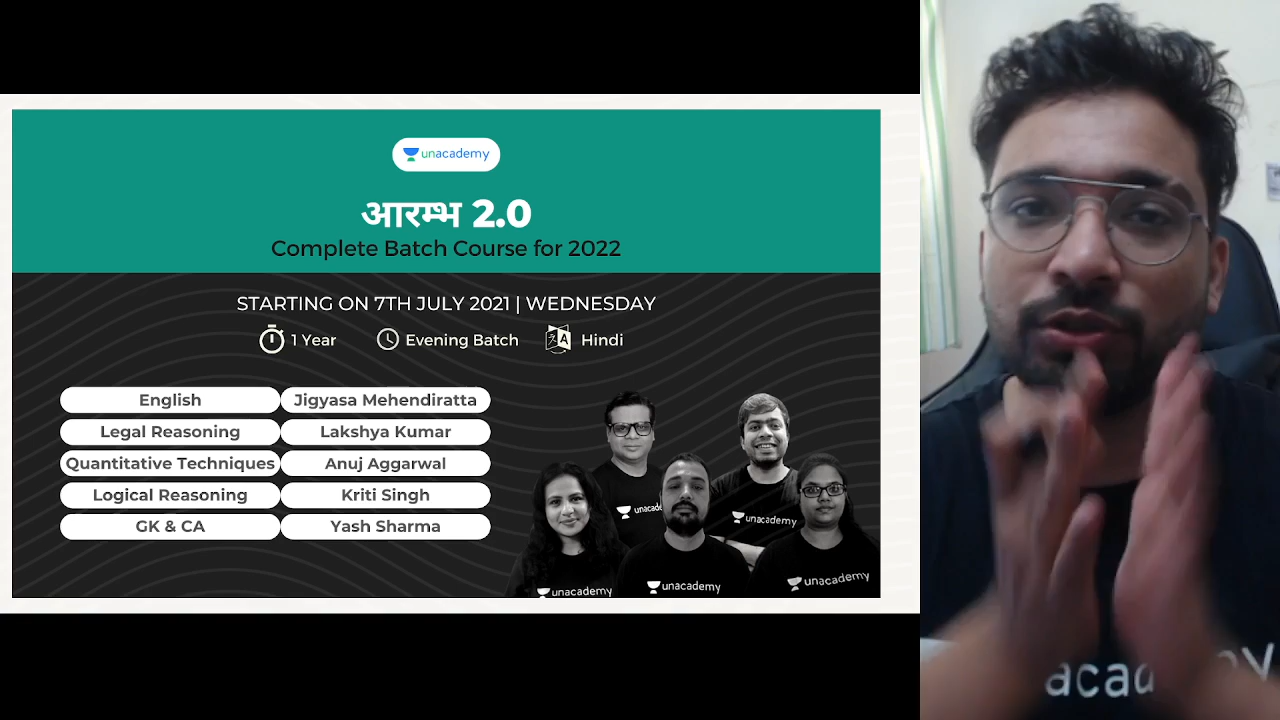 unacademy
आरम्भ 2.0
Complete Batch Course for 2022
STARTING ON 7TH JULY 2021 | WEDNESDAY
1 Year Evening Batch Hindi
English Jigyasa Mehendiratta
Legal Reasoning Lakshya Kumar
Quantitative Techniques Anuj Aggarwal
Logical Reasoning Kriti Singh
GK & CA Yash Sharma
unacade
unacademy
unacademy
unacademy
unacademy
acad y